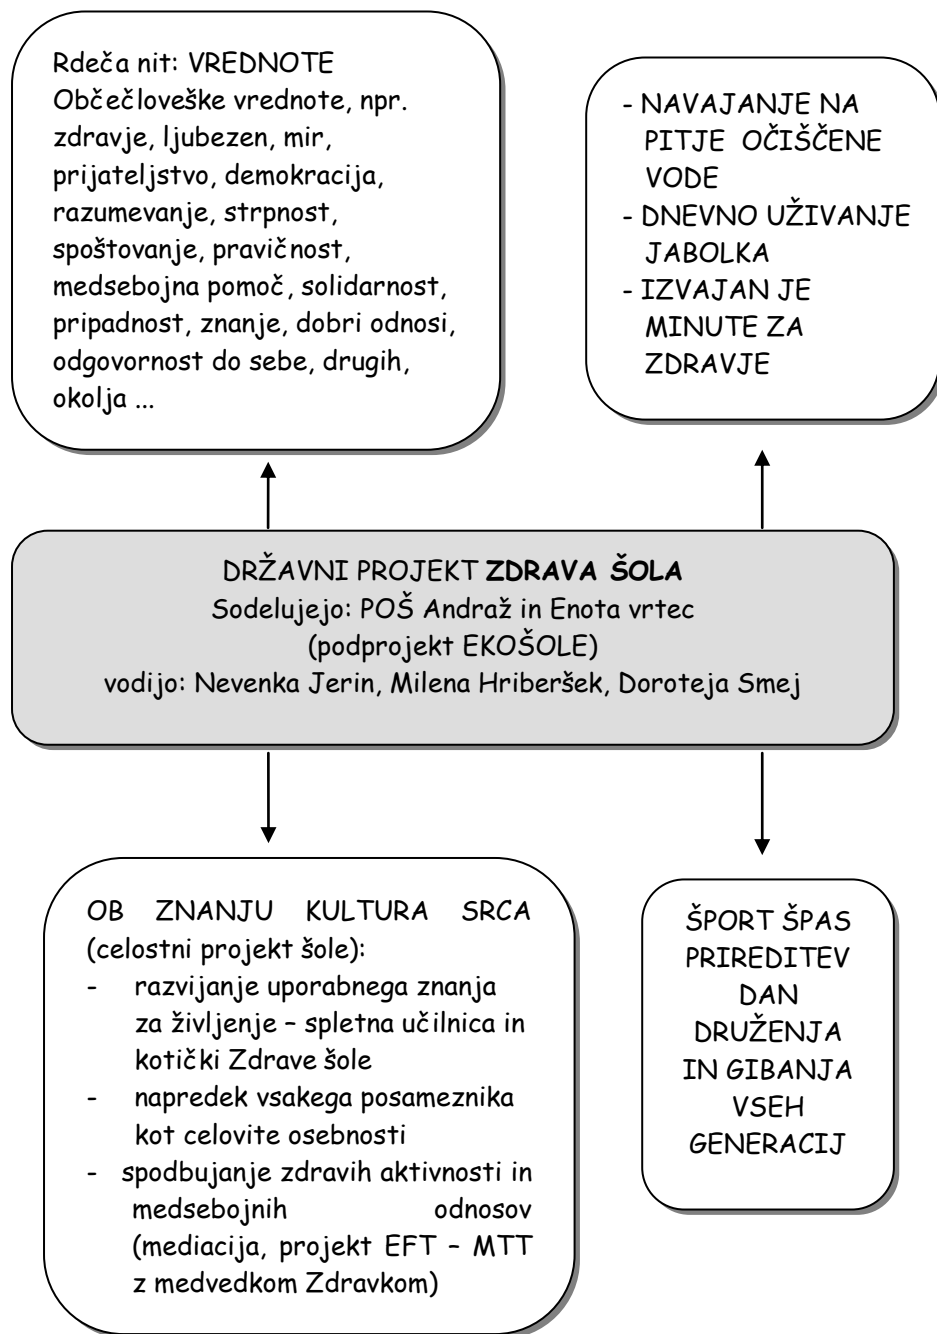 Rdeča nit: VREDNOTE
Občečloveške vrednote, npr.
zdravje, ljubezen, mir,
prijateljstvo, demokracija,
razumevanje, strpnost,
spoštovanje, pravičnost,
medsebojna pomoč, solidarnost,
pripadnost, znanje, dobri odnosi,
odgovornost do sebe, drugih,
okolja ...
- NAVAJANJE NA
PITJE OČIŠČENE
VODE
- DNEVNO UŽIVANJE
JABOLKA
- IZVAJAN JE
MINUTE ZA
ZDRAVJE
DRŽAVNI PROJEKT ZDRAVA ŠOLA
Sodelujejo: POŠ Andraž in Enota vrtec
(podprojekt EKOŠOLE)
vodijo: Nevenka Jerin, Milena Hriberšek, Doroteja Smej
OB ZNANJU KULTURA SRCA
(celostni projekt šole):
- razvijanje uporabnega znanja
za življenje – spletna učilnica in
kotički Zdrave šole
- napredek vsakega posameznika
kot celovite osebnosti
- spodbujanje zdravih aktivnosti in
medsebojnih odnosov
(mediacija, projekt EFT – MTT
z medvedkom Zdravkom)
ŠPORT ŠPAS
PRIREDITEV
DAN
DRUŽENJA
IN GIBANJA
VSEH
GENERACIJ